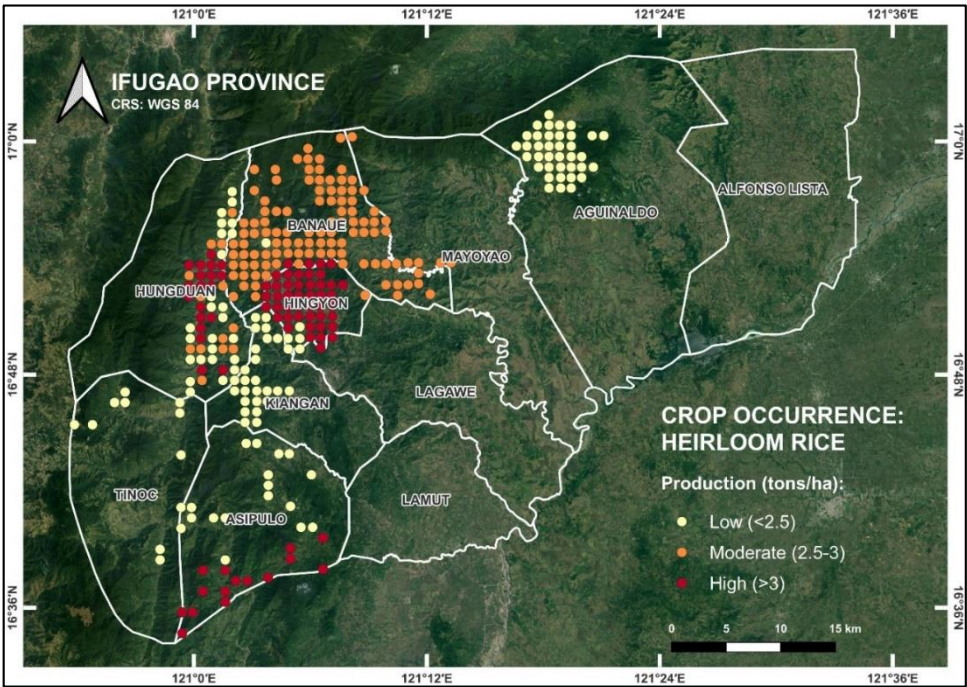 121°0'E 121°12'E 121°24'E 121°36'E
IFUGAO PROVINCE
CRS: WGS 84
17°0'N 17°0'N
ALFONSO LISTA
AGUINALDO
BANAUE
MAYOYAO
HUNGDUAN
HINGYON
16°48'N 16°48'N
LAGAWE
KIANGAN
CROP OCCURRENCE:
HEIRLOOM RICE
Production (tons/ha):
TINOC
LAMUT
ASIPULO
Low (<2.5)
Moderate (2.5-3)
High (>3)
16°36'N 16°36'N
0 5 10 15 km
121°0'E 121°12'E 121°24'E 121°36'E